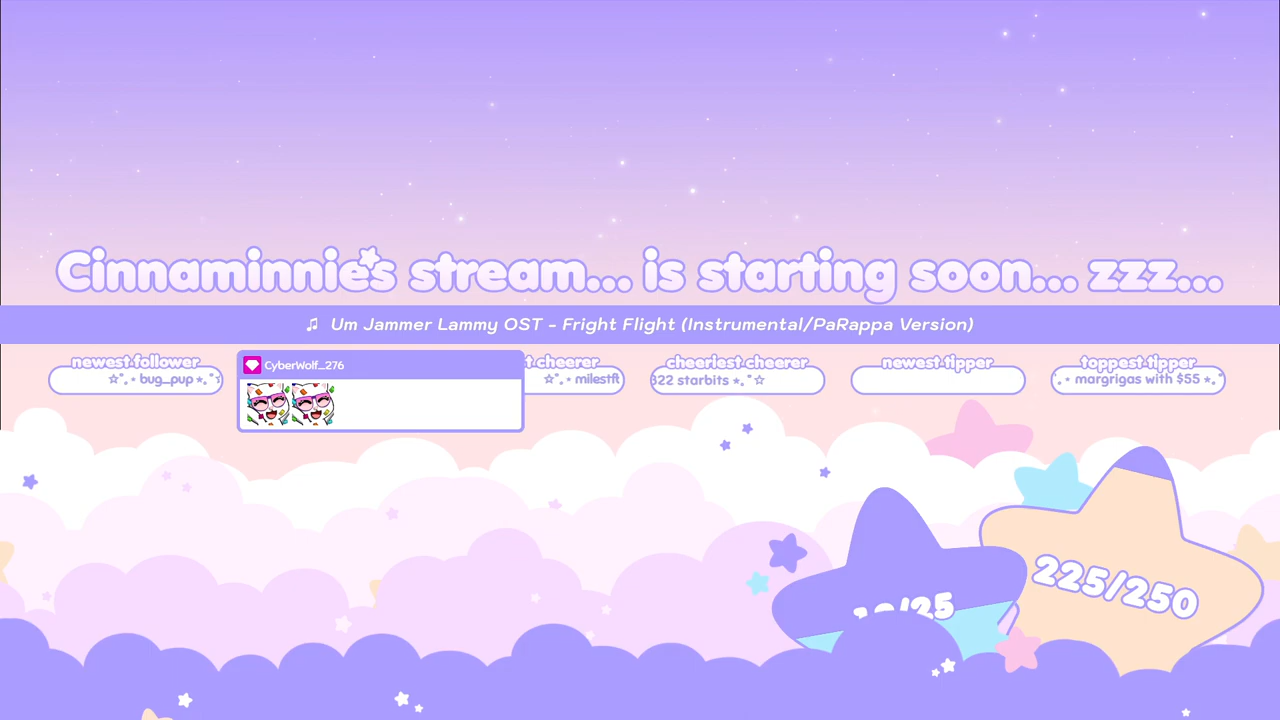 Cinnaminnie's stream... is starting soon... zzz...
♫ Um Jammer Lammy OST - Fright Flight (Instrumental/PaRappa Version)
newest follower
☆˚₊⋆ bug_pup ⋆₊˚☆
CyberWolf_276
t cheerer
☆˚₊⋆ milestft
cheeriest cheerer
322 starbits ⋆₊˚☆
newest tipper
toppest tipper
˚₊⋆ margrigas with $55 ⋆₊˚
225/250
/25